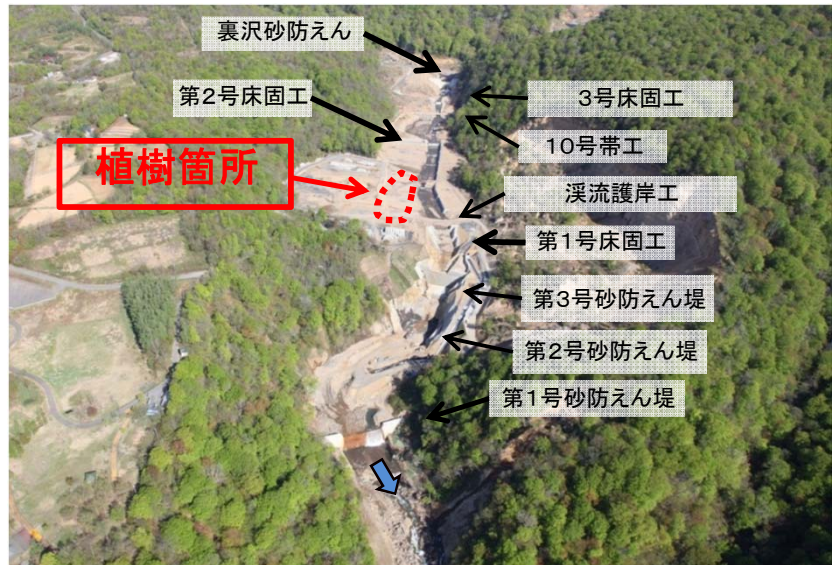 裏沢砂防えん
第2号床固工
3号床固工
10号帯工
植樹箇所
渓流護岸工
第1号床固工
第3号砂防えん堤
第2号砂防えん堤
第1号砂防えん堤